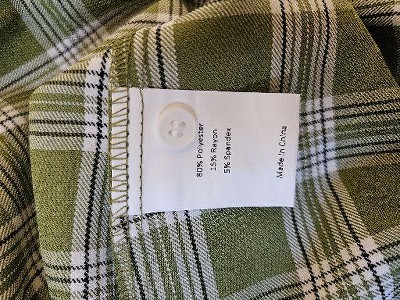 80% Polyester
15% Rayon
5% Spandex
Made in China